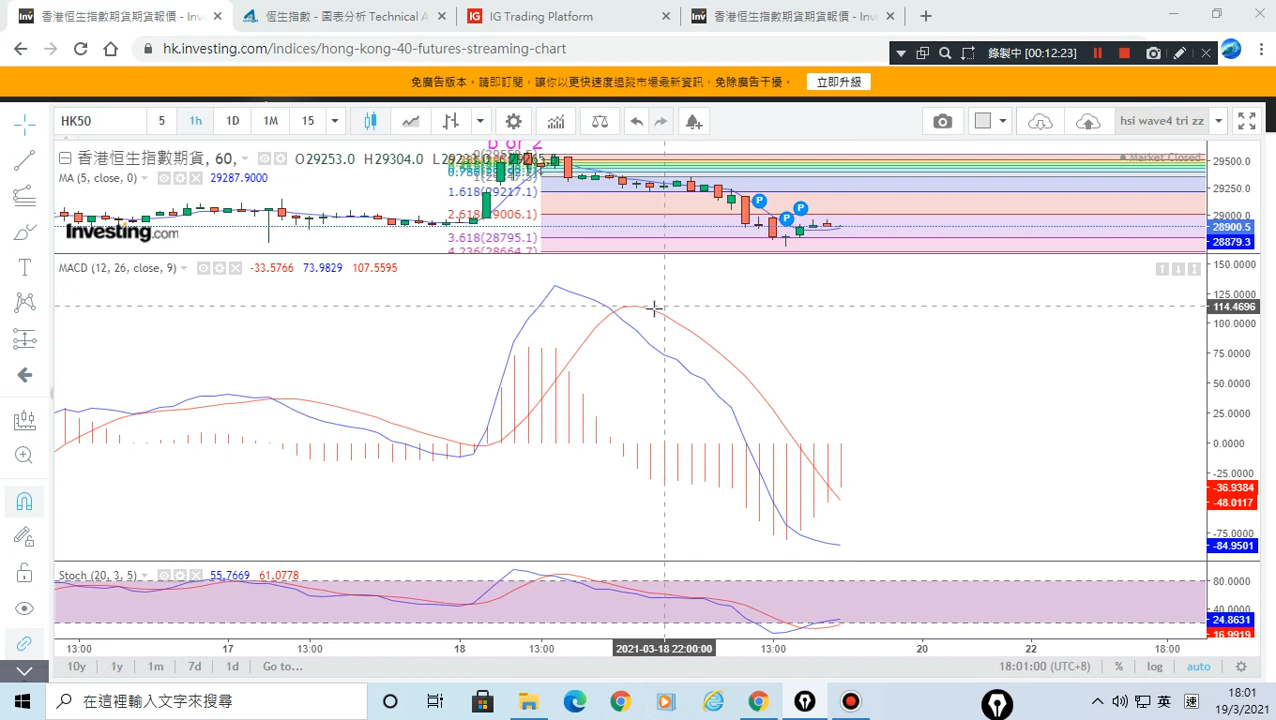 香港恒生指數期貨期貨報價 - Inv
恆生指數 - 圖表分析 Technical A
IG Trading Platform
香港恒生指數期貨期貨報價 - Inv
hk.investing.com/indices/hong-kong-40-futures-streaming-chart
錄製中 [00:12:23]
免廣告版本。請即訂閱，讓你以更快速度追蹤市場最新資訊，免除廣告干擾。
立即升級
HK50
5
1h
1D
1M
15
hsi wave4 tri zz
香港恒生指數期貨, 60,
O29253.0 H29304.0
MA (5, close, 0)
29287.9000
b or 2
1.618(29217.1)
2.618(29006.1)
3.618(28795.1)
4.236(28664.7)
Market Closed
P
P
P
Investing.com
29500.0
29250.0
29000.0
28900.5
28879.3
MACD (12, 26, close, 9)
-33.5766 73.9829 107.5595
150.0000
125.0000
114.4696
100.0000
75.0000
50.0000
25.0000
0.0000
-25.0000
-36.9384
-48.0117
-75.0000
-84.9501
Stoch (20, 3, 5)
55.7669 61.0778
80.0000
40.0000
24.8631
16.9919
13:00
17
13:00
18
13:00
2021-03-18 22:00:00
13:00
20
22
18:00
10y
1y
1m
7d
1d
Go to...
18:01:00 (UTC+8)
%
log
auto
在這裡輸入文字來搜尋
英
18:01
19/3/2021